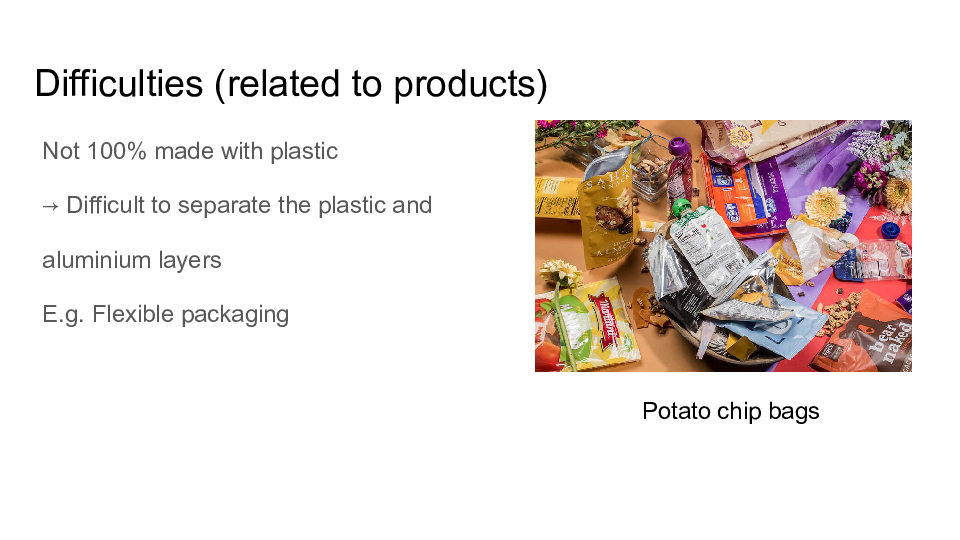 Difficulties (related to products)
Not 100% made with plastic
→ Difficult to separate the plastic and
aluminium layers
E.g. Flexible packaging
bear
naked
Potato chip bags